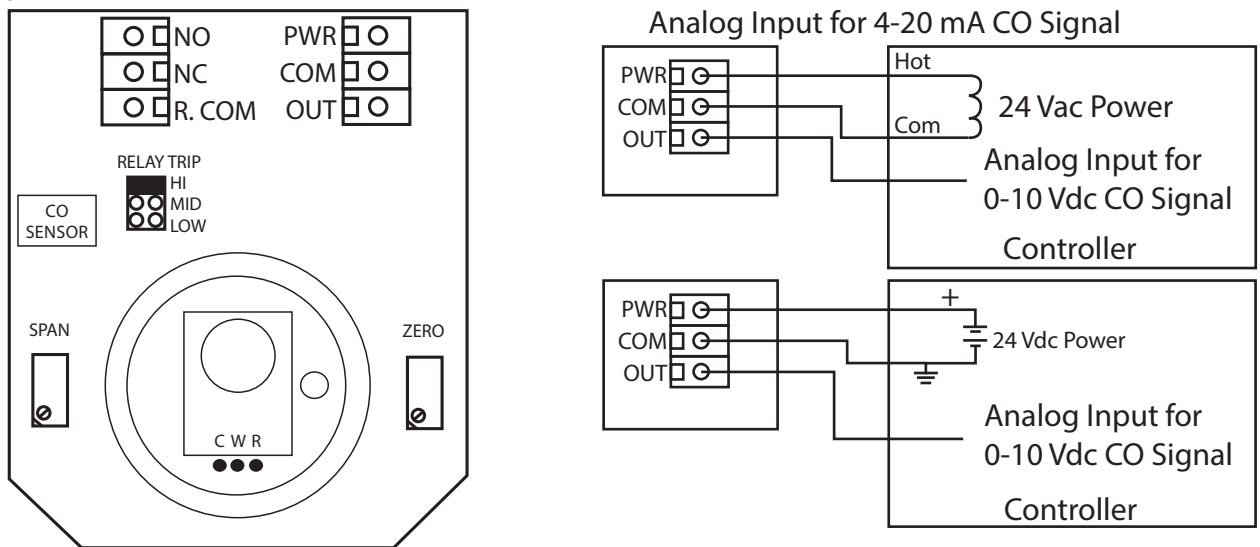 NO
NC
R. COM
PWR
COM
OUT
RELAY TRIP
HI
MID
LOW
CO
SENSOR
SPAN
ZERO
C W R
Analog Input for 4-20 mA CO Signal
PWR
COM
OUT
Hot
Com
24 Vac Power
Analog Input for
0-10 Vdc CO Signal
Controller
PWR
COM
OUT
+
24 Vdc Power
Analog Input for
0-10 Vdc CO Signal
Controller